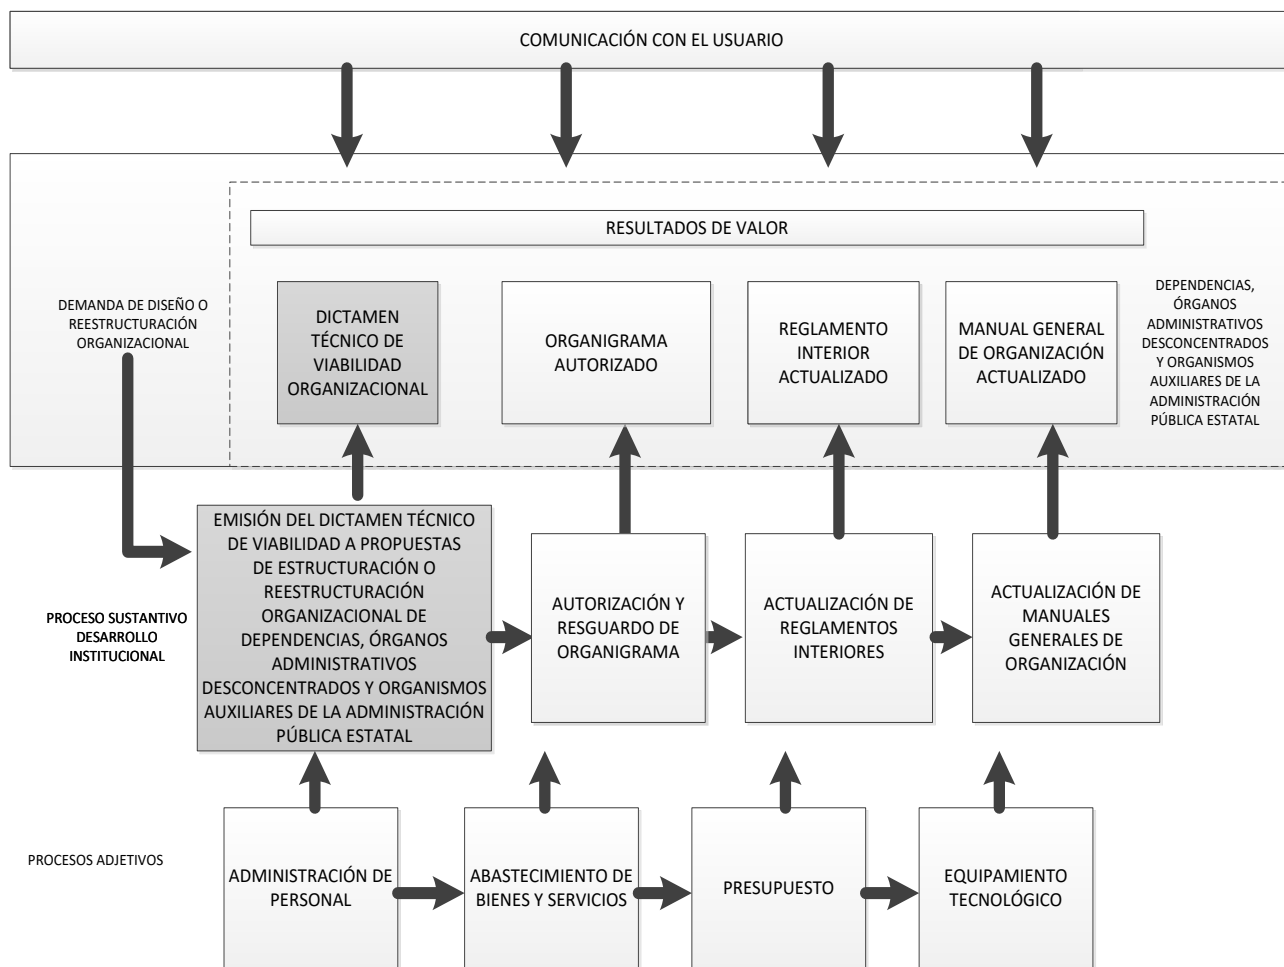 COMUNICACIÓN CON EL USUARIO
RESULTADOS DE VALOR
DEMANDA DE DISEÑO O
REESTRUCTURACIÓN
ORGANIZACIONAL
DICTAMEN
TÉCNICO DE
VIABILIDAD
ORGANIZACIONAL
ORGANIGRAMA
AUTORIZADO
REGLAMENTO
INTERIOR
ACTUALIZADO
MANUAL GENERAL
DE ORGANIZACIÓN
ACTUALIZADO
DEPENDENCIAS,
ÓRGANOS
ADMINISTRATIVOS
DESCONCENTRADOS
Y ORGANISMOS
AUXILIARES DE LA
ADMINISTRACIÓN
PÚBLICA ESTATAL
PROCESO SUSTANTIVO
DESARROLLO
INSTITUCIONAL
EMISIÓN DEL DICTAMEN TÉCNICO
DE VIABILIDAD A PROPUESTAS
DE ESTRUCTURACIÓN O
REESTRUCTURACIÓN
ORGANIZACIONAL DE
DEPENDENCIAS, ÓRGANOS
ADMINISTRATIVOS
DESCONCENTRADOS Y ORGANISMOS
AUXILIARES DE LA ADMINISTRACIÓN
PÚBLICA ESTATAL
AUTORIZACIÓN Y
RESGUARDO DE
ORGANIGRAMA
ACTUALIZACIÓN DE
REGLAMENTOS
INTERIORES
ACTUALIZACIÓN DE
MANUALES
GENERALES DE
ORGANIZACIÓN
PROCESOS ADJETIVOS
ADMINISTRACIÓN DE
PERSONAL
ABASTECIMIENTO DE
BIENES Y SERVICIOS
PRESUPUESTO
EQUIPAMIENTO
TECNOLÓGICO